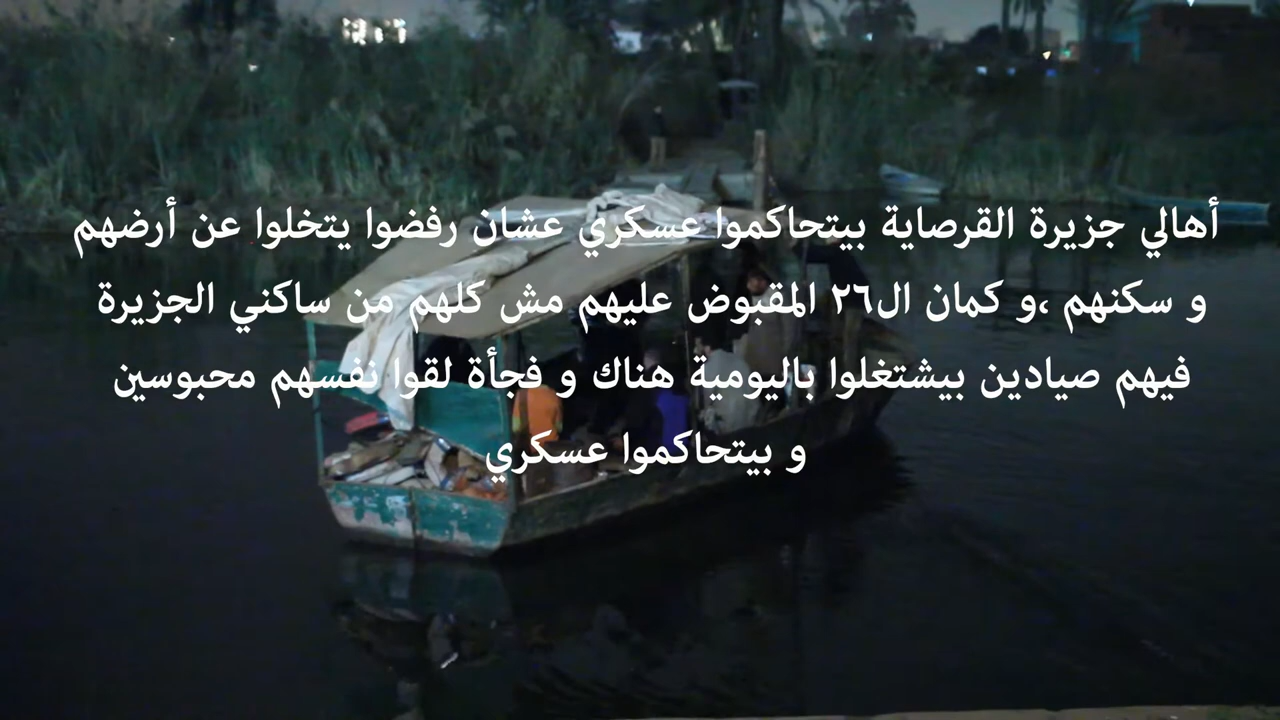 أهالي جزيرة القرصاية بيتحاكموا عسكري عشان رفضوا يتخلوا عن أرضهم
و سكنهم ،و كمان ال٢٦ المقبوض عليهم مش كلهم من ساكني الجزيرة
فيهم صيادين بيشتغلوا باليومية هناك و فجأة لقوا نفسهم محبوسين
و بيتحاكموا عسكري